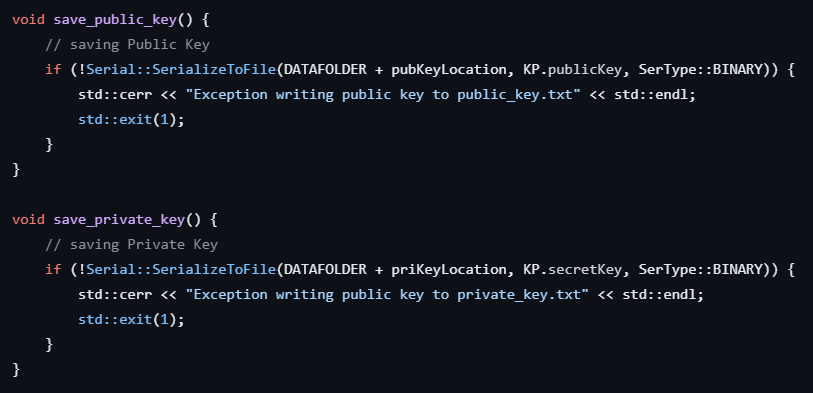 void save_public_key() {
    // saving Public Key
    if (!Serial::SerializeToFile(DATAFOLDER + pubKeyLocation, KP.publicKey, SerType::BINARY)) {
        std::cerr << "Exception writing public key to public_key.txt" << std::endl;
        std::exit(1);
    }
}

void save_private_key() {
    // saving Private Key
    if (!Serial::SerializeToFile(DATAFOLDER + priKeyLocation, KP.secretKey, SerType::BINARY)) {
        std::cerr << "Exception writing public key to private_key.txt" << std::endl;
        std::exit(1);
    }
}